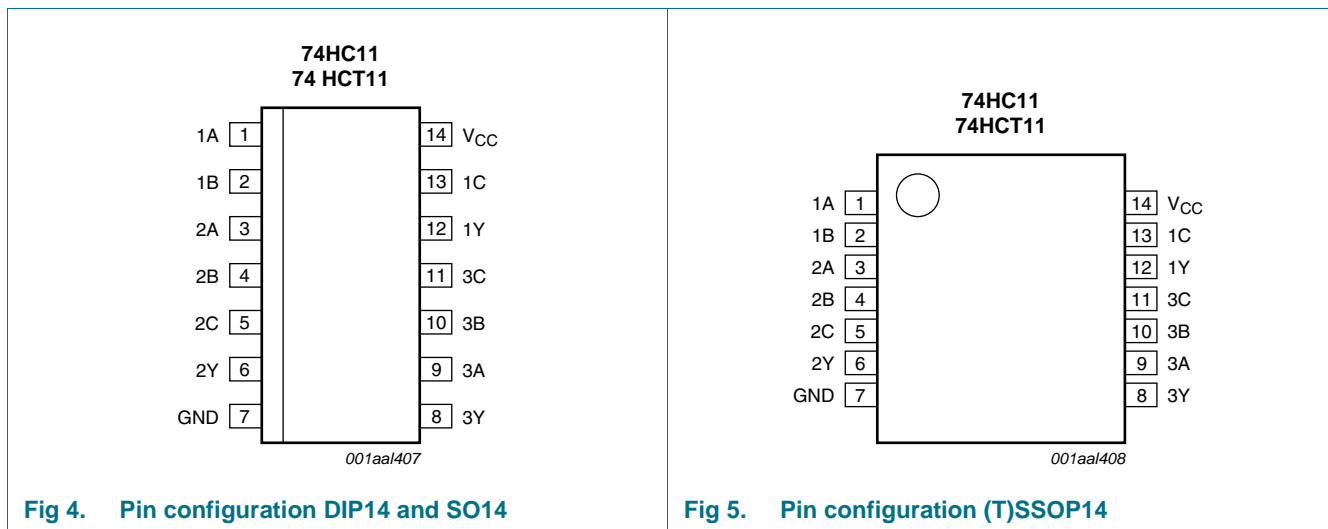 74HC11
74 HCT11
1A 1 14 VCC
1B 2 13 1C
2A 3 12 1Y
2B 4 11 3C
2C 5 10 3B
2Y 6 9 3A
GND 7 8 3Y
001aal407
Fig 4. Pin configuration DIP14 and SO14
74HC11
74HCT11
1A 1 14 VCC
1B 2 13 1C
2A 3 12 1Y
2B 4 11 3C
2C 5 10 3B
2Y 6 9 3A
GND 7 8 3Y
001aal408
Fig 5. Pin configuration (T)SSOP14